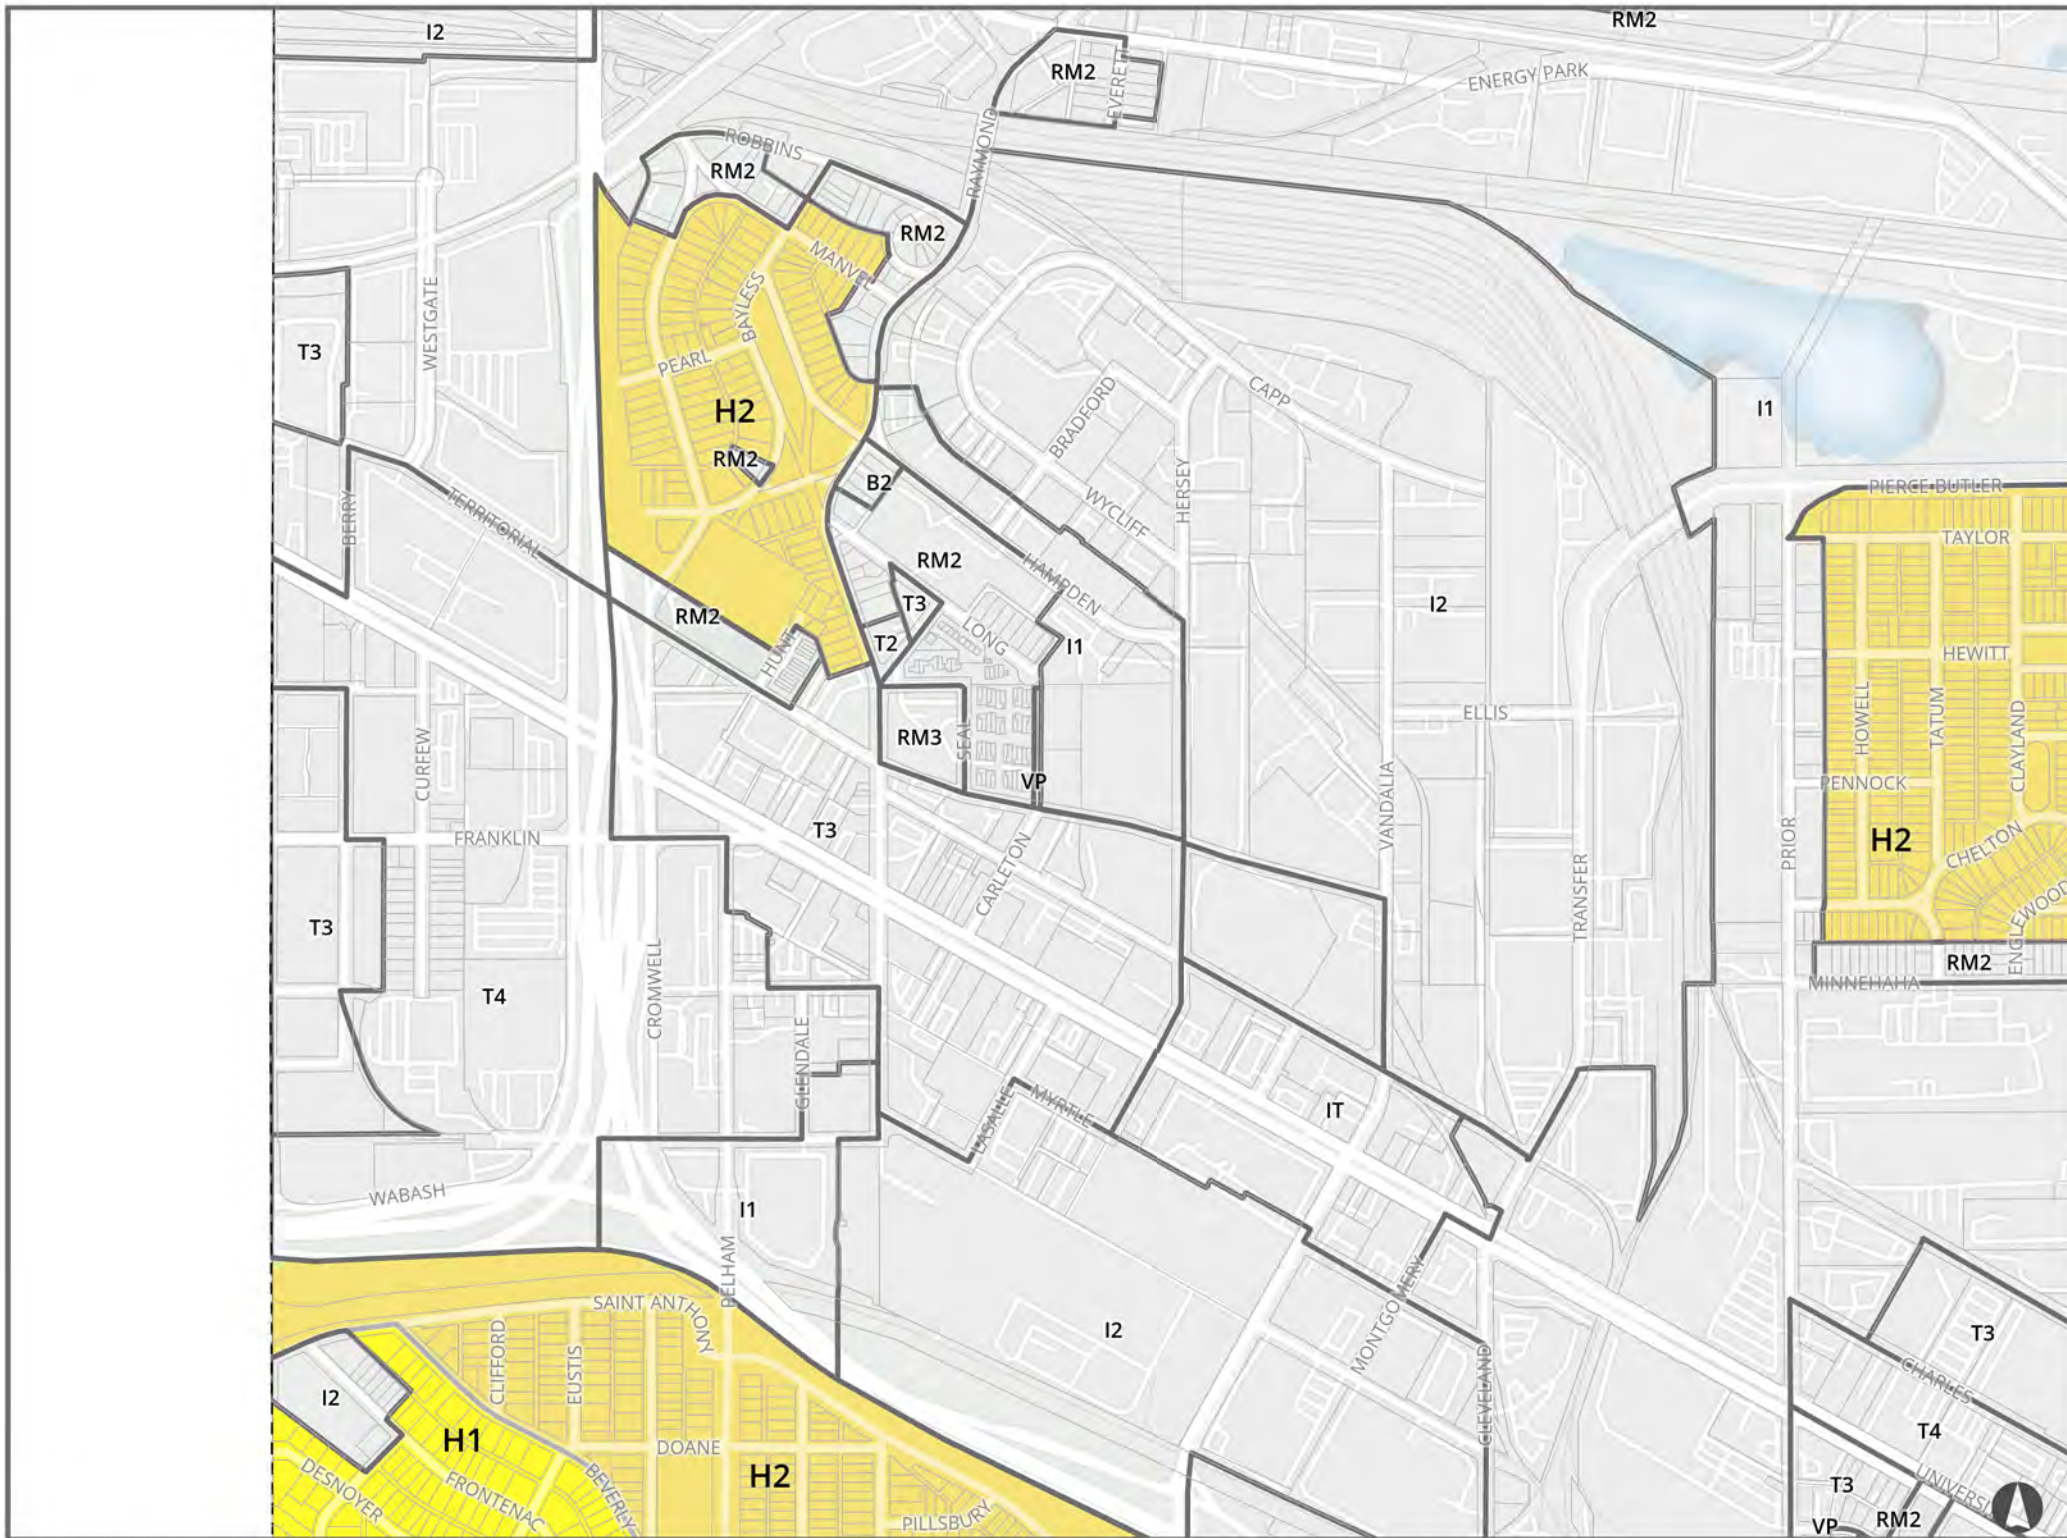 I2
RM2
RM2
EVERETT
ENERGY PARK
ROBBINS
RM2
RAYMOND
RM2
MANVEL
WESTGATE
BAYLESS
T3
PEARL
H2
BRADFORD
CAPP
I1
RM2
B2
HERSEY
WYCLIFF
PIERCE BUTLER
BERRY
TERRITORIAL
TAYLOR
RM2
HAMPDEN
T3
I2
RM2
LONG
T2
HUNT
I1
HEWITT
HOWELL
TATUM
CLAYLAND
ELLIS
RM3
SEAL
CURFEW
VP
PENNOCK
VANDALIA
T3
FRANKLIN
PRIOR
H2
CHELTON
CARLETON
TRANSFER
ENGLEWOOD
T3
RM2
MINNEHAHA
T4
CROMWELL
GLENDALE
LASALLE
MYRTLE
IT
WABASH
I1
PELHAM
MONTGOMERY
SAINT ANTHONY
I2
T3
CLIFFORD
EUSTIS
CLEVELAND
CHARLES
I2
H1
T4
DOANE
H2
DESNOYER
FRONTENAC
BEVERLY
T3
UNIVERSI
PILLSBURY
VP
RM2